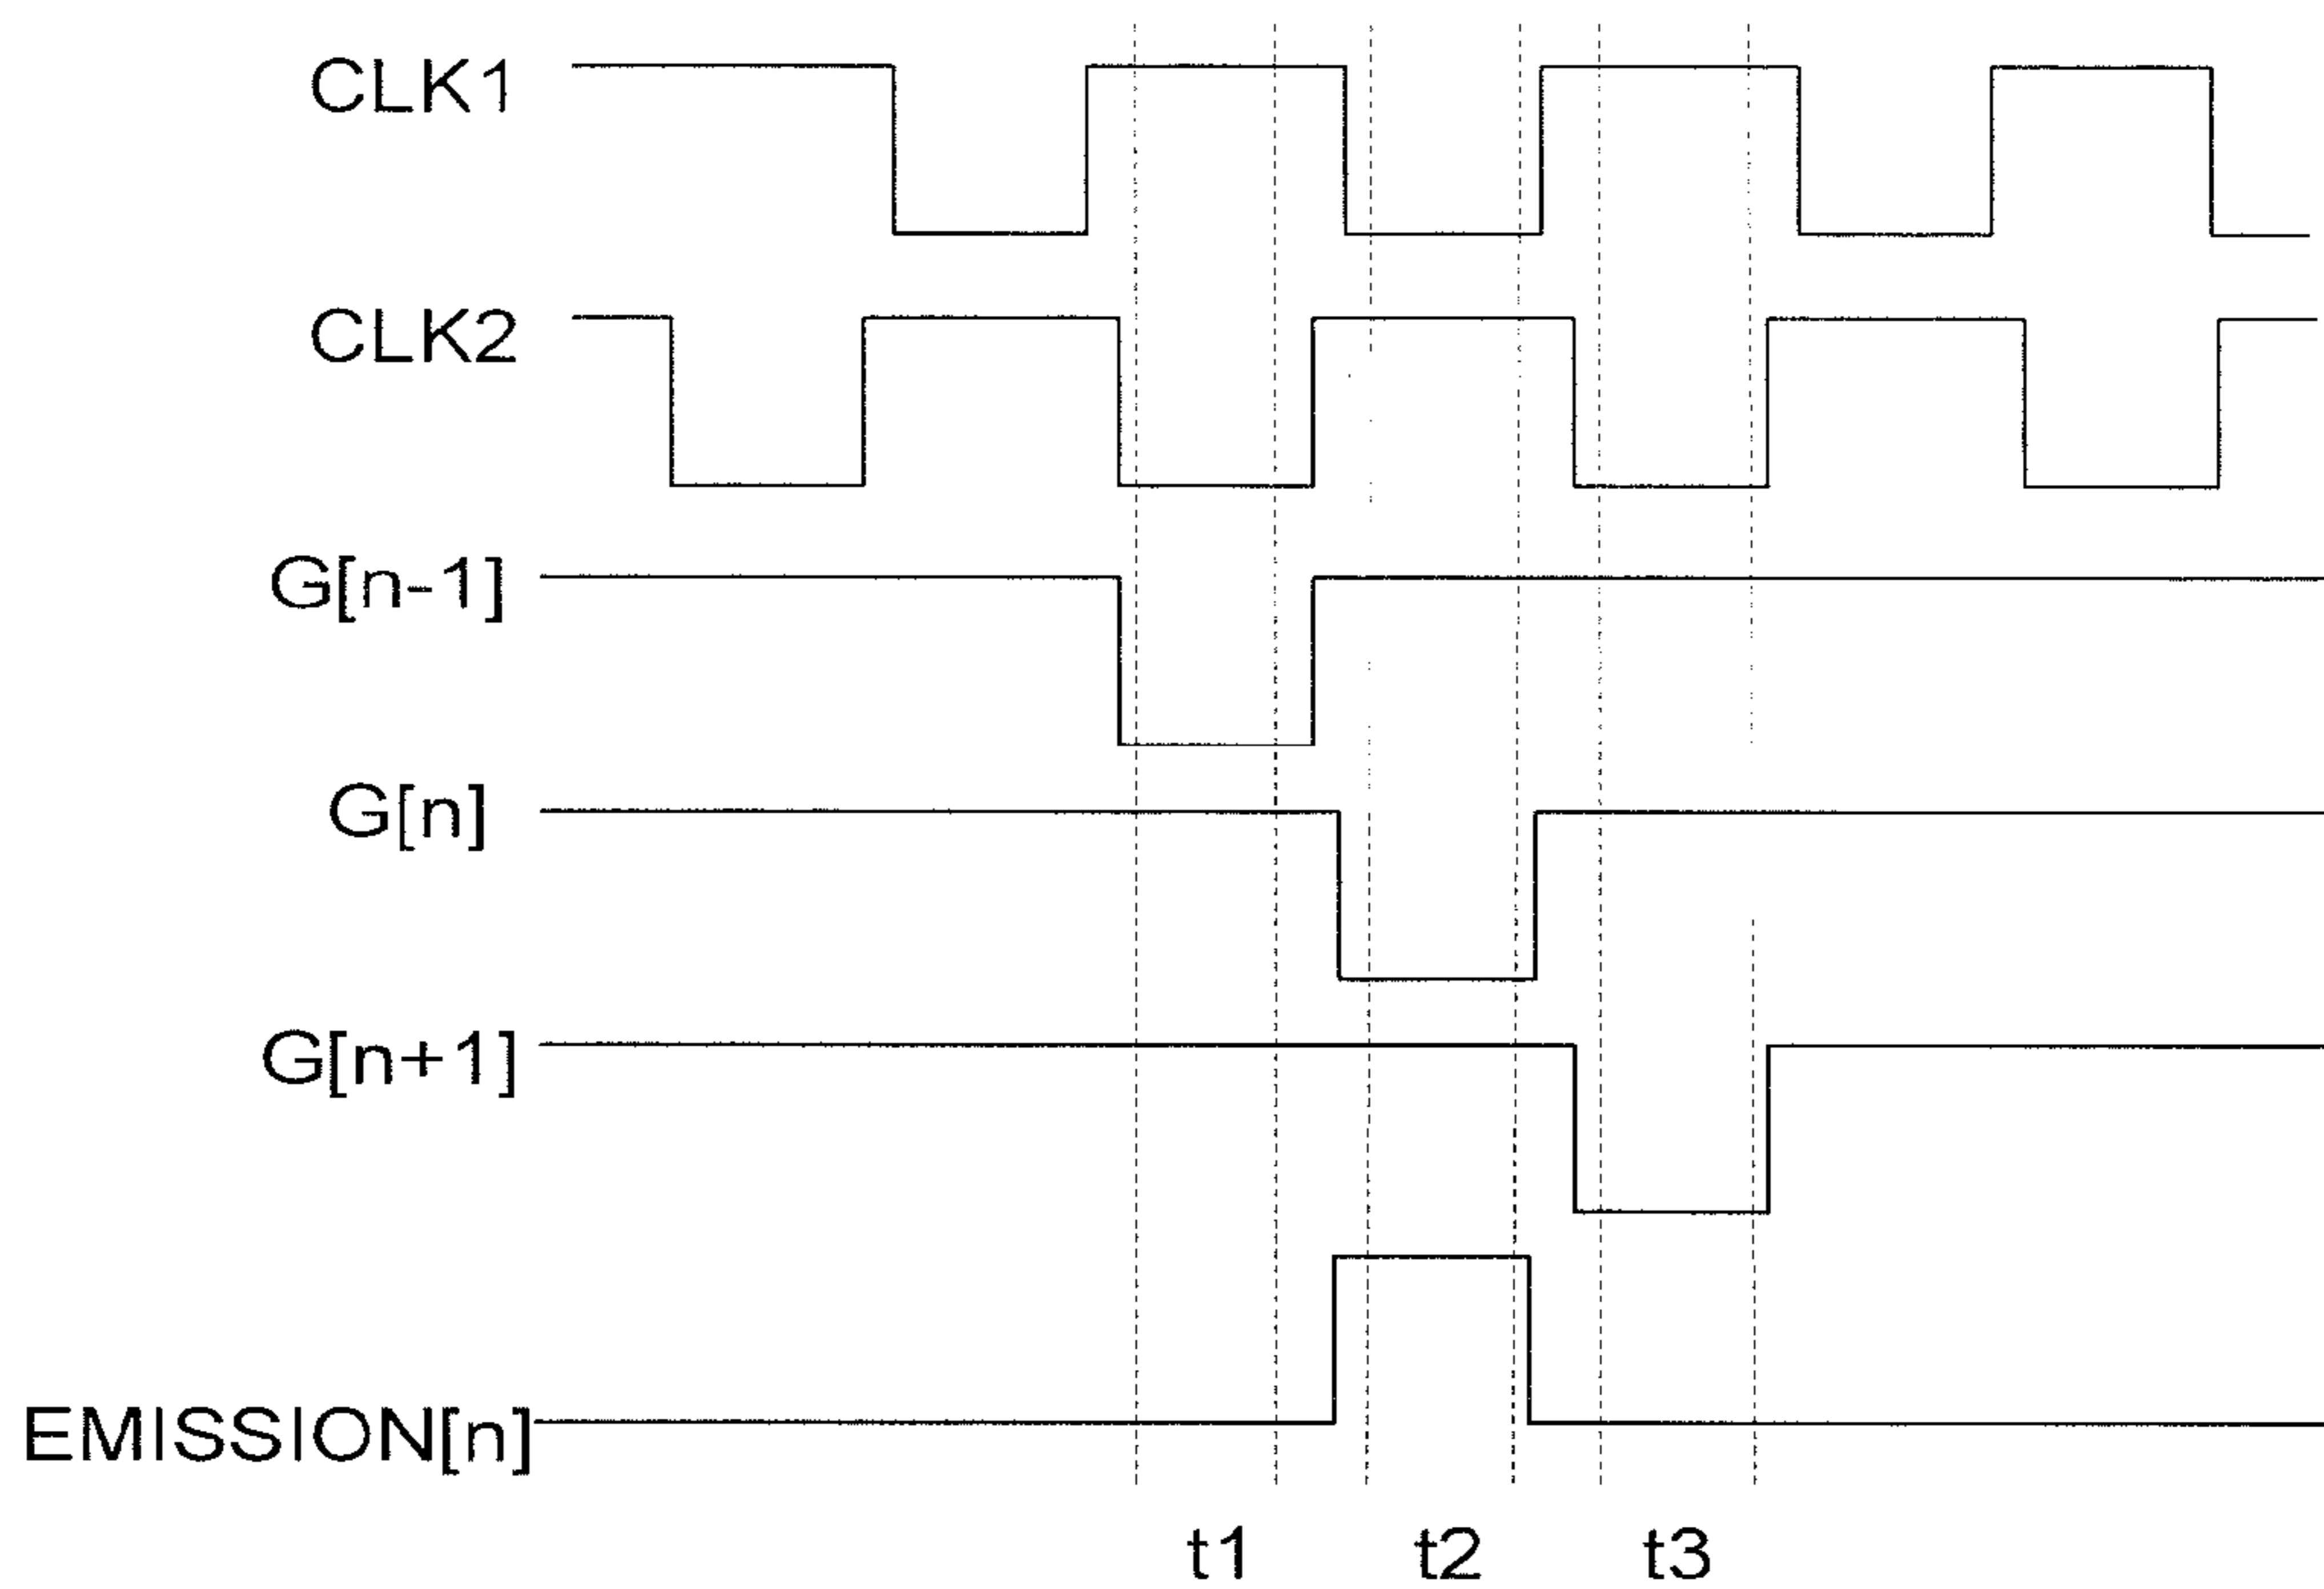 CLK1
CLK2
G[n-1]
G[n]
G[n+1]
EMISSION[n]
t1 t2 t3